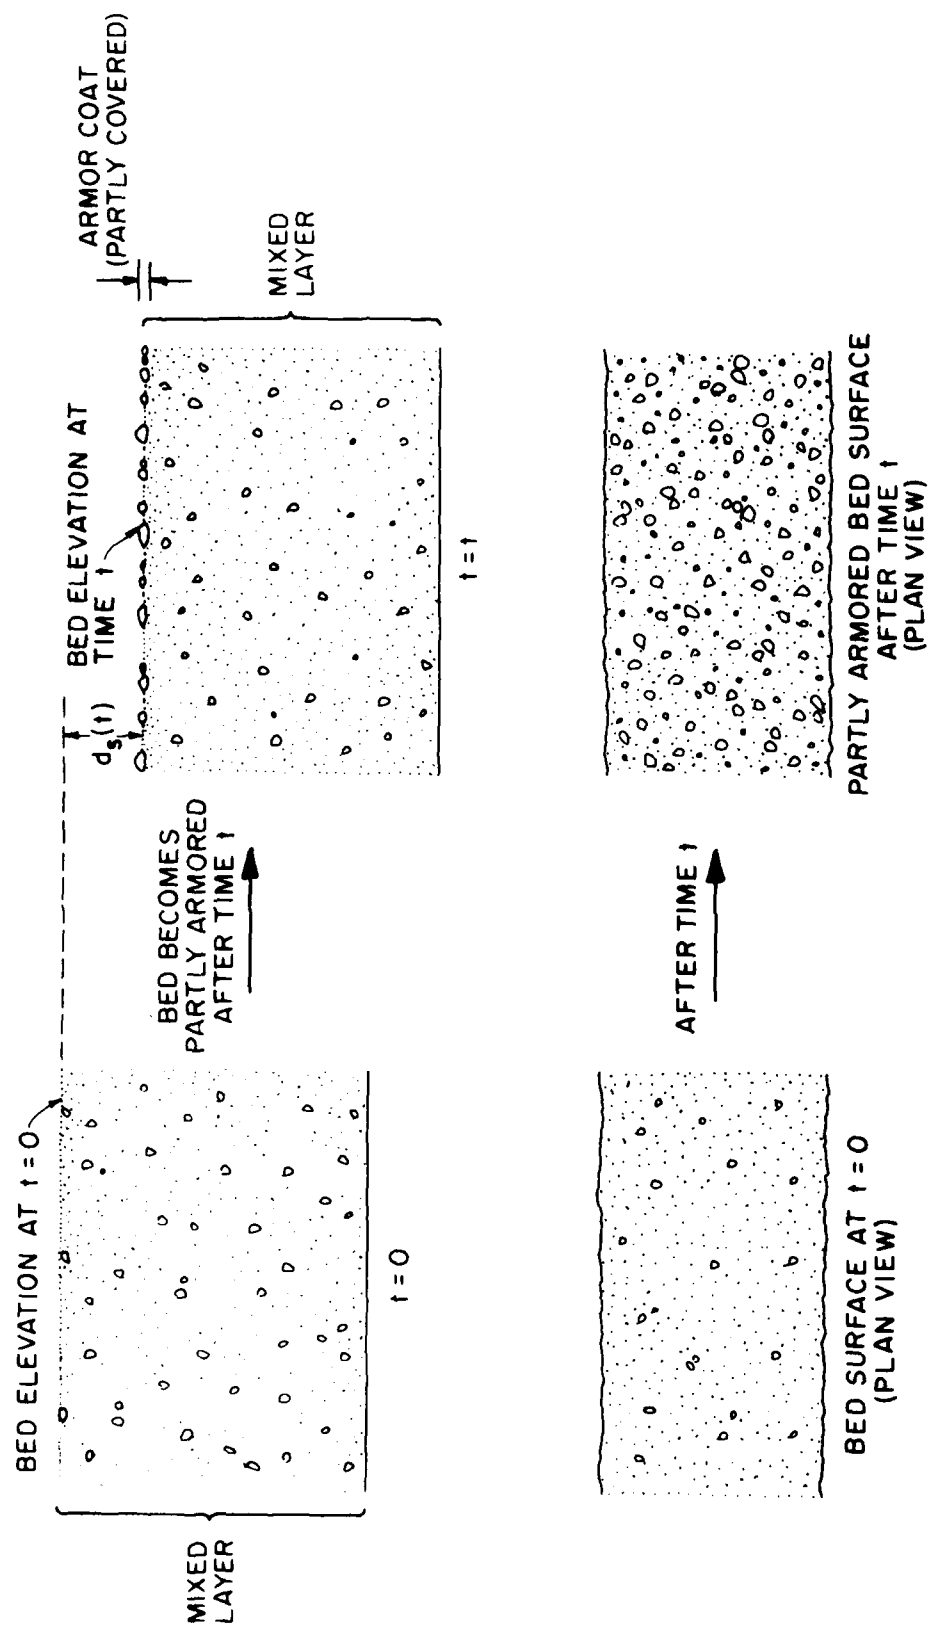 BED ELEVATION AT t=0
MIXED
LAYER
t=0
BED BECOMES
PARTLY ARMORED
AFTER TIME t
BED ELEVATION AT
TIME t
dₛ(t)
ARMOR COAT
(PARTLY COVERED)
MIXED
LAYER
t=t
BED SURFACE AT t=0
(PLAN VIEW)
AFTER TIME t
PARTLY ARMORED BED SURFACE
AFTER TIME t
(PLAN VIEW)